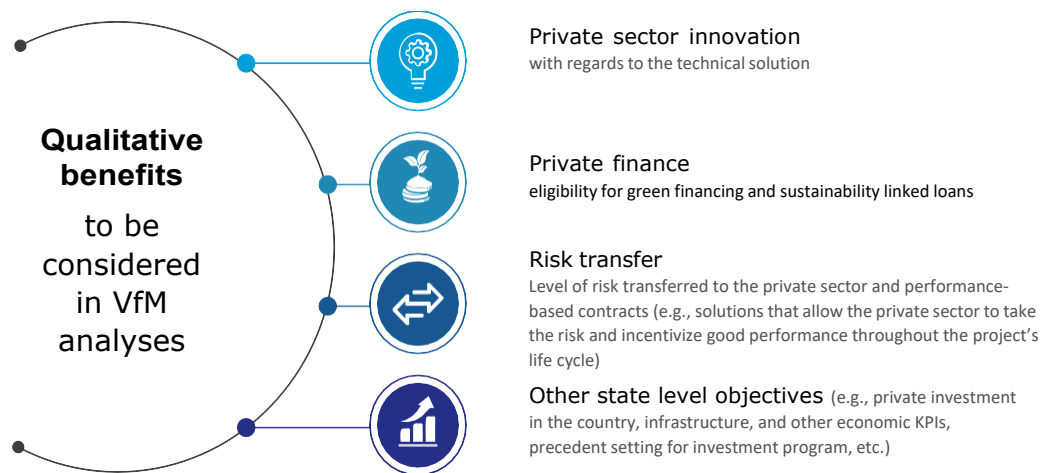 Qualitative
benefits
to be
considered
in VfM
analyses
Private sector innovation
with regards to the technical solution
Private finance
eligibility for green financing and sustainability linked loans
Risk transfer
Level of risk transferred to the private sector and performance-
based contracts (e.g., solutions that allow the private sector to take
the risk and incentivize good performance throughout the project’s
life cycle)
Other state level objectives (e.g., private investment
in the country, infrastructure, and other economic KPIs,
precedent setting for investment program, etc.)